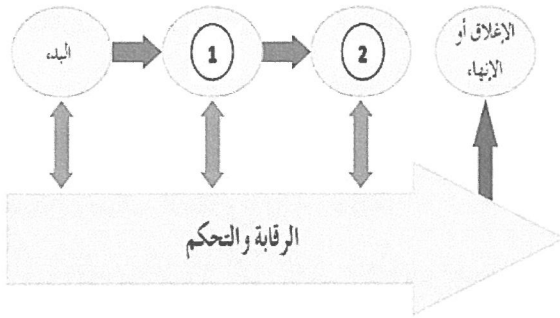 البدء
1
2
الإغلاق أو
الإنهاء
الرقابة والتحكم